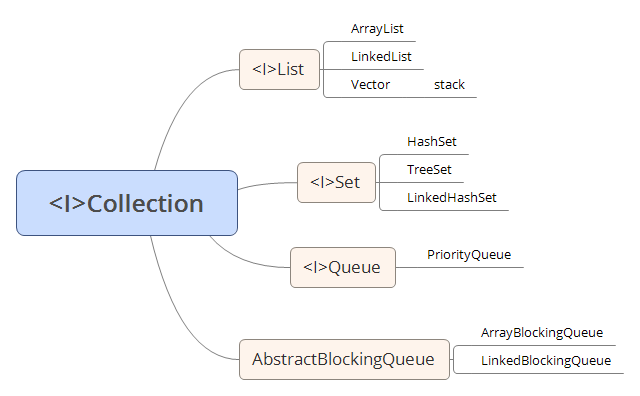 <I>Collection
<I>List
ArrayList
LinkedList
Vector stack
<I>Set
HashSet
TreeSet
LinkedHashSet
<I>Queue
PriorityQueue
AbstractBlockingQueue
ArrayBlockingQueue
LinkedBlockingQueue